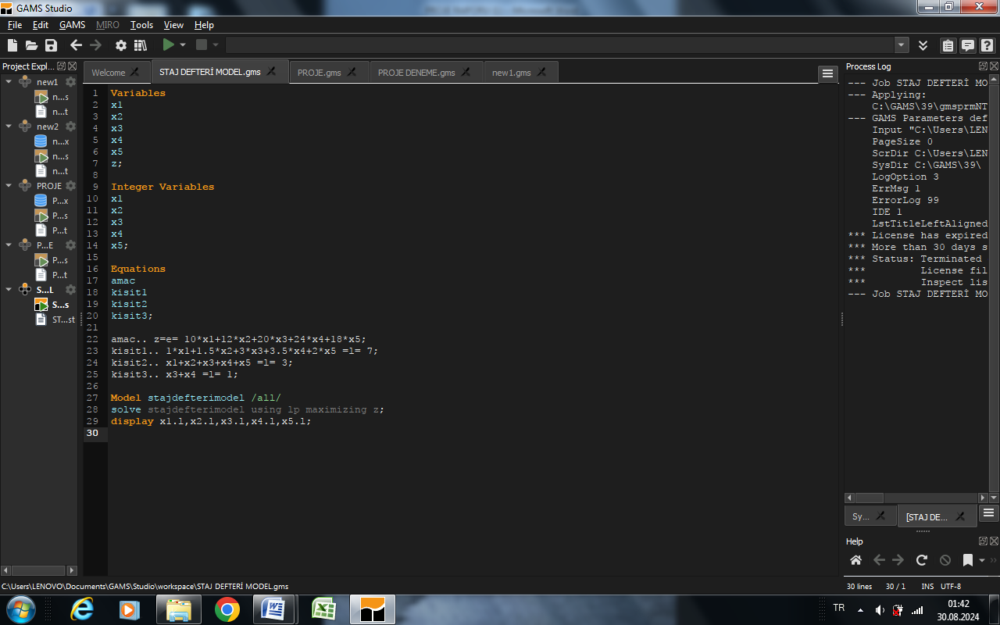 GAMS Studio
File Edit GAMS MIRO Tools View Help
Project Expl...
new1
n...s
n...t
new2
n...x
n...s
n...t
PROJE
P...x
P...s
P...t
P...E
P...s
P...t
S...L
S...s
ST...st
Welcome
STAJ DEFTERİ MODEL.gms
PROJE.gms
PROJE DENEME.gms
new1.gms
1 Variables
2 x1
3 x2
4 x3
5 x4
6 x5
7 z;
8
9 Integer Variables
10 x1
11 x2
12 x3
13 x4
14 x5;
15
16 Equations
17 amac
18 kisit1
19 kisit2
20 kisit3;
21
22 amac.. z=e= 10*x1+12*x2+20*x3+24*x4+18*x5;
23 kisit1.. 1*x1+1.5*x2+3*x3+3.5*x4+2*x5 =l= 7;
24 kisit2.. x1+x2+x3+x4+x5 =l= 3;
25 kisit3.. x3+x4 =l= 1;
26
27 Model stajdefterimodel /all/
28 solve stajdefterimodel using lp maximizing z;
29 display x1.l,x2.l,x3.l,x4.l,x5.l;
30
Process Log
--- Job STAJ DEFTERİ MO
--- Applying:
C:\GAMS\39\gmsprmNT
--- GAMS Parameters def
Input "C:\Users\LEN
PageSize 0
ScrDir C:\Users\LEN
SysDir C:\GAMS\39\
LogOption 3
ErrMsg 1
ErrorLog 99
IDE 1
LstTitleLeftAligned
*** License has expired
*** More than 30 days s
*** Status: Terminated
*** License fil
*** Inspect lis
--- Job STAJ DEFTERİ MO
Sy...
[STAJ DE...
Help
C:\Users\LENOVO\Documents\GAMS\Studio\workspace\STAJ DEFTERİ MODEL.gms
30 lines 30 / 1 INS UTF-8
TR
01:42
30.08.2024